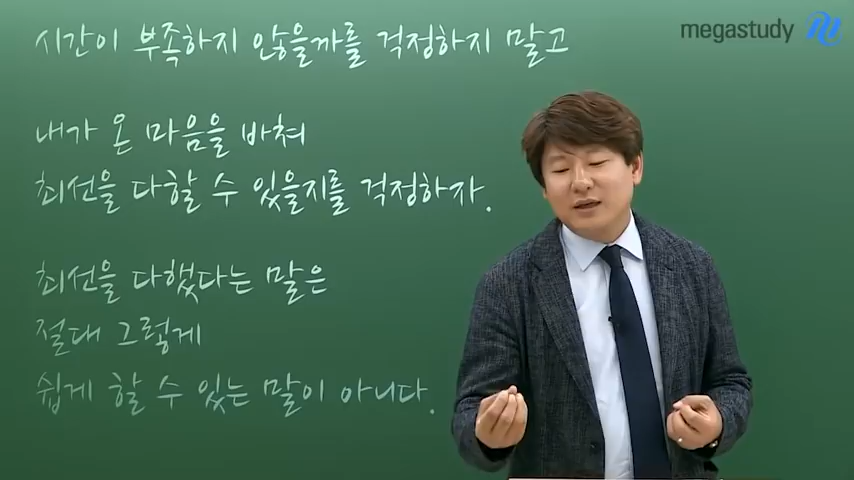 시간이 부족하지 않을까를 걱정하지 말고
megastudy
내가 온 마음을 바쳐
최선을 다할 수 있을지를 걱정하자.
최선을 다했다는 말은
절대 그렇게
쉽게 할 수 있는 말이 아니다.